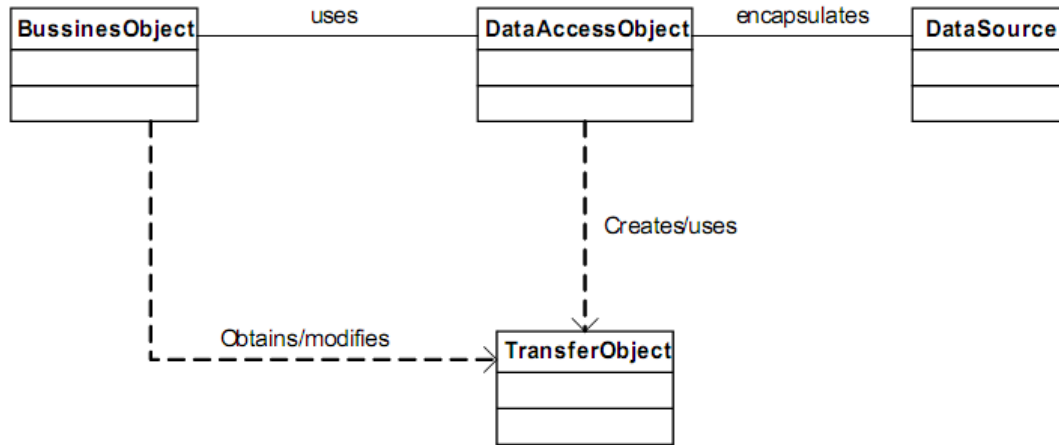 uses
encapsulates
BussinesObject
DataAccessObject
DataSource
Creates/uses
Obtains/modifies
TransferObject